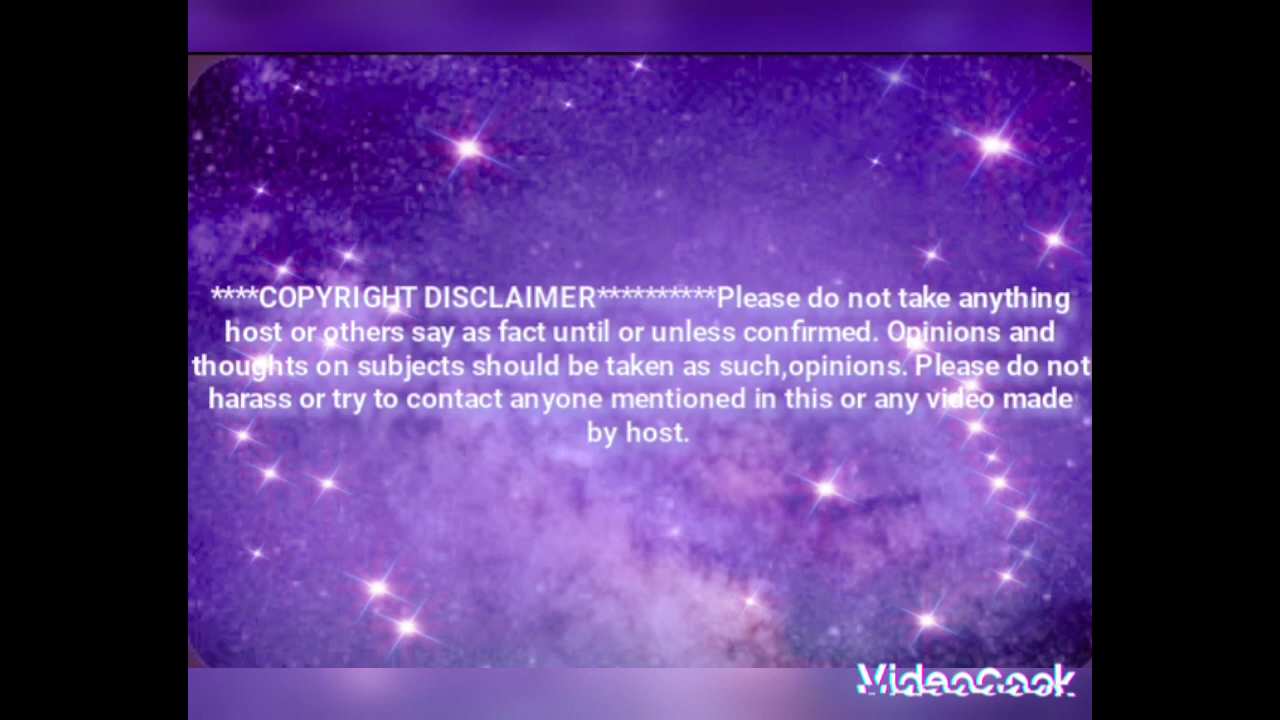 ****COPYRIGHT DISCLAIMER**********Please do not take anything
host or others say as fact until or unless confirmed. Opinions and
thoughts on subjects should be taken as such,opinions. Please do not
harass or try to contact anyone mentioned in this or any video made
by host.
VideoCook